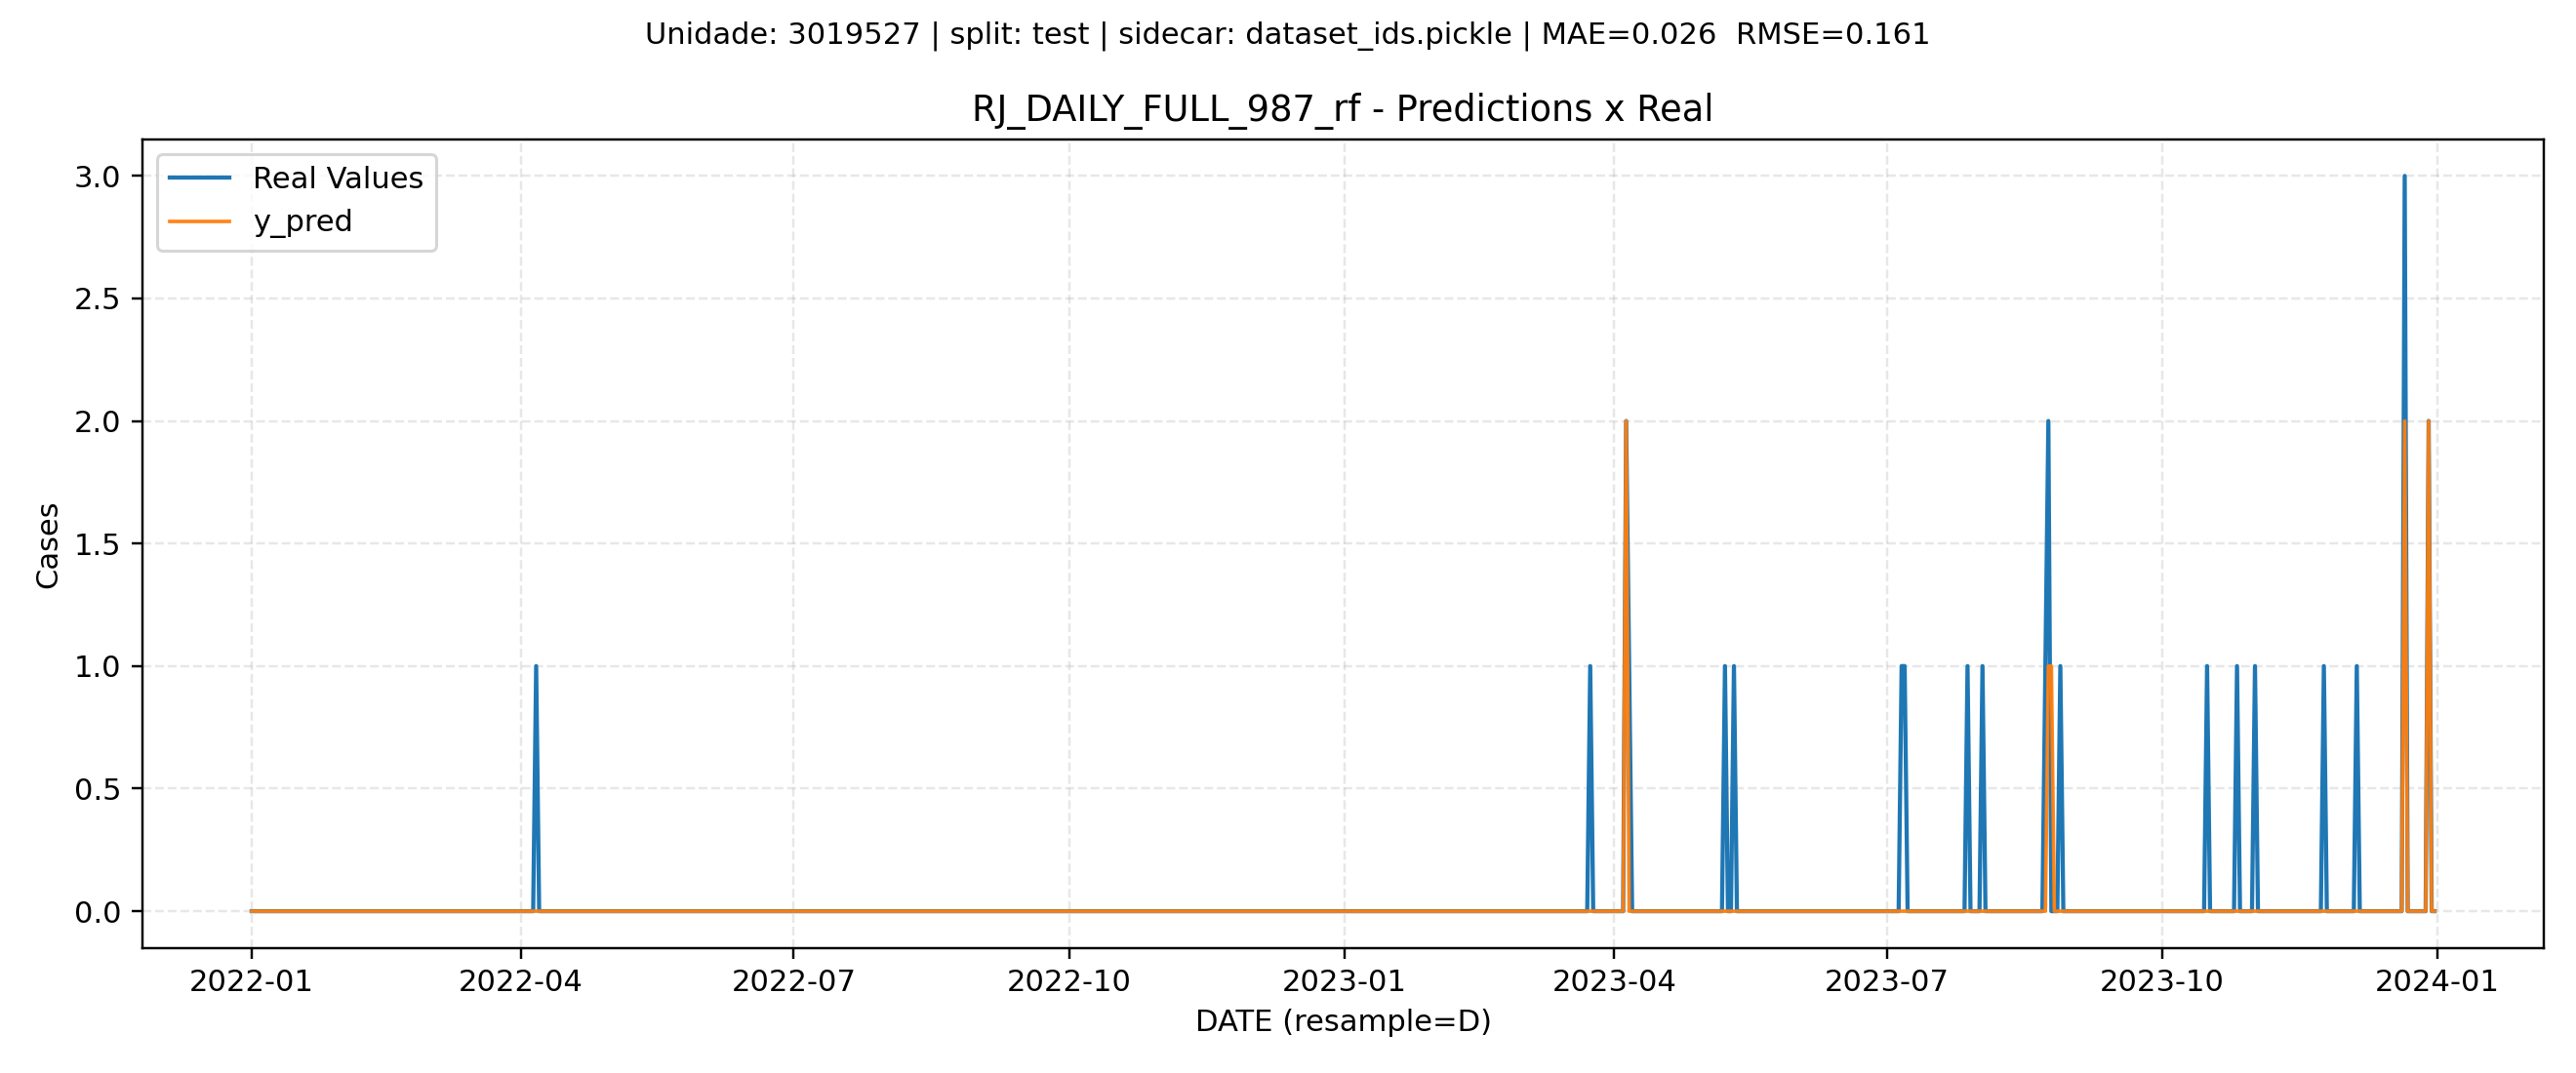 Unidade: 3019527 | split: test | sidecar: dataset_ids.pickle | MAE=0.026  RMSE=0.161
RJ_DAILY_FULL_987_rf - Predictions x Real
Real Values
y_pred
3.0
2.5
2.0
1.5
1.0
0.5
0.0
Cases
2022-01 2022-04 2022-07 2022-10 2023-01 2023-04 2023-07 2023-10 2024-01
DATE (resample=D)